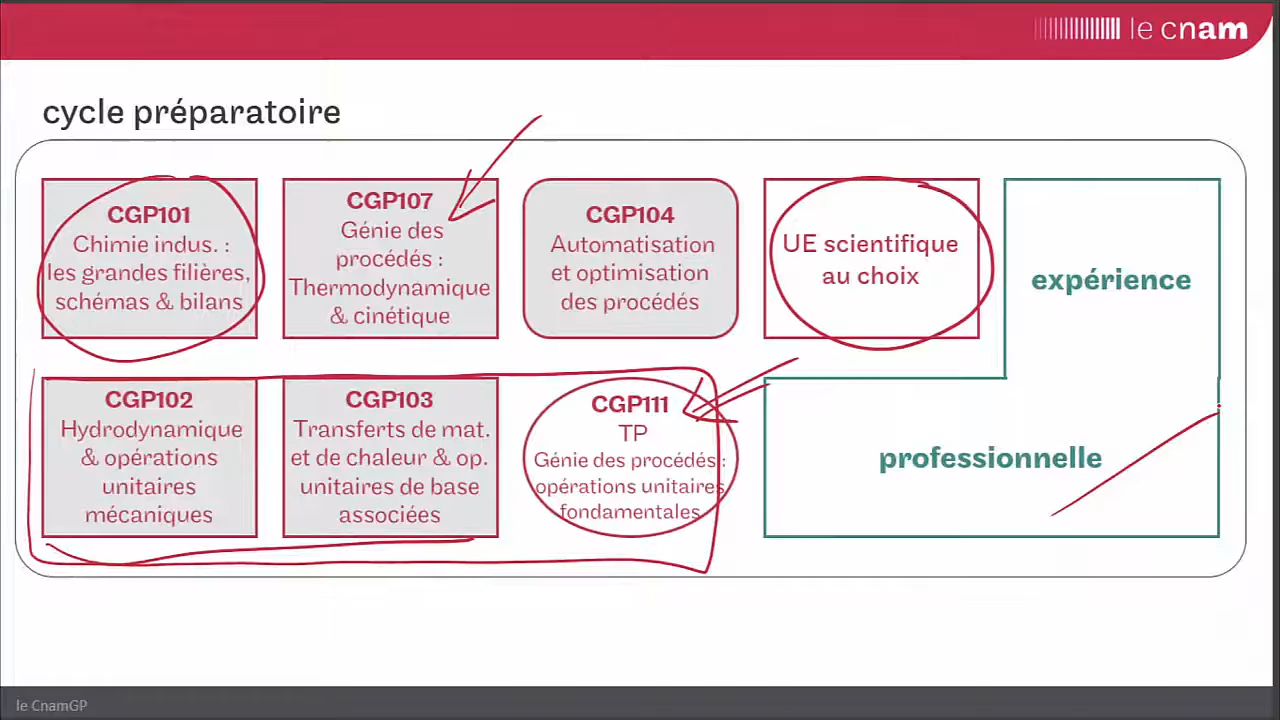 le cnam
cycle préparatoire
CGP101
Chimie indus. :
les grandes filières,
schémas & bilans
CGP107
Génie des
procédés :
Thermodynamique
& cinétique
CGP104
Automatisation
et optimisation
des procédés
UE scientifique
au choix
expérience
CGP102
Hydrodynamique
& opérations
unitaires
mécaniques
CGP103
Transferts de mat.
et de chaleur & op.
unitaires de base
associées
CGP111
TP
Génie des procédés :
opérations unitaires
fondamentales
professionnelle
le CnamGP